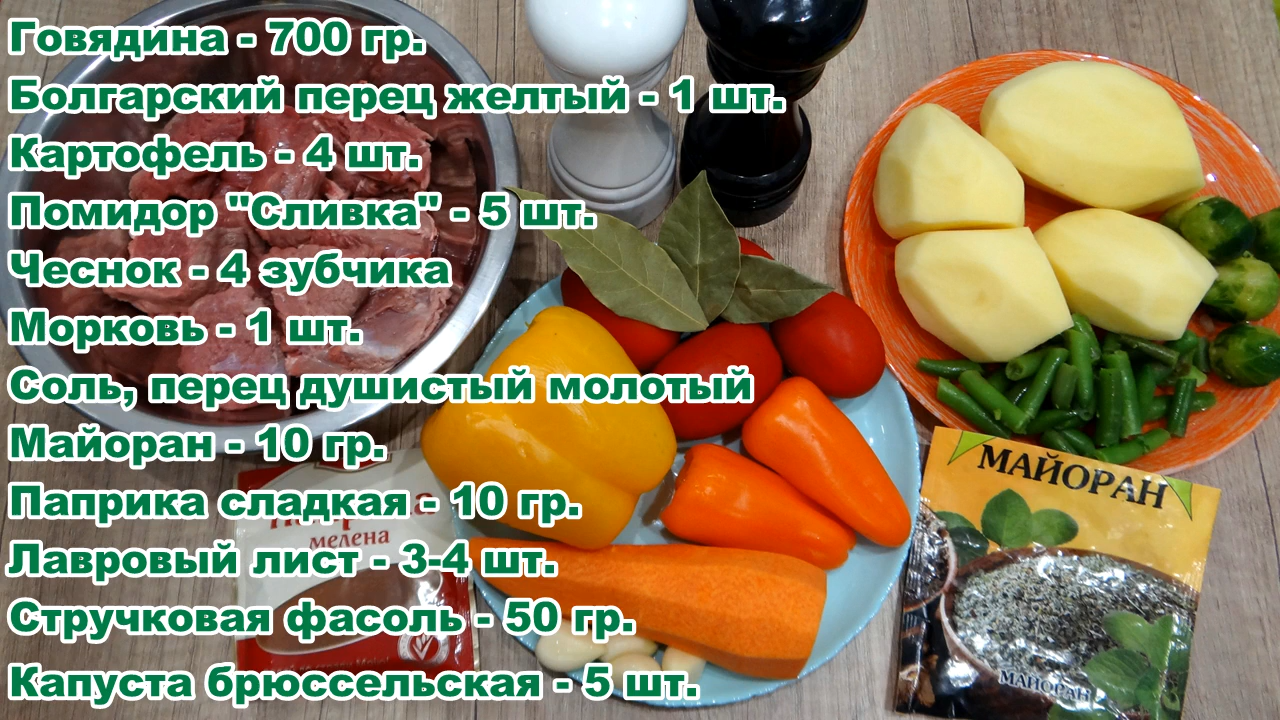 Говядина - 700 гр.
Болгарский перец желтый - 1 шт.
Картофель - 4 шт.
Помидор "Сливка" - 5 шт.
Чеснок - 4 зубчика
Морковь - 1 шт.
Соль, перец душистый молотый
Майоран - 10 гр.
Паприка сладкая - 10 гр.
Лавровый лист - 3-4 шт.
Стручковая фасоль - 50 гр.
Капуста брюссельская - 5 шт.
мелена
МАЙОРАН
МАЙОРАН